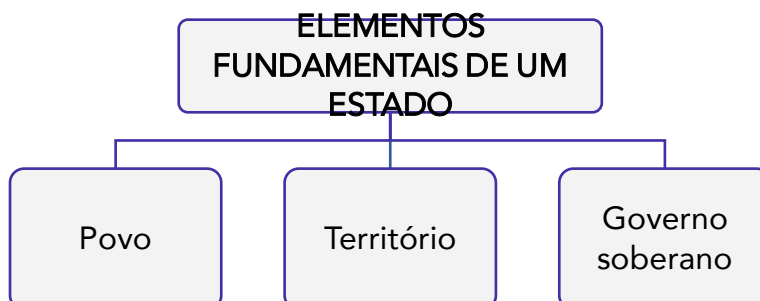 ELEMENTOS
FUNDAMENTAIS DE UM
ESTADO
Povo
Território
Governo
soberano